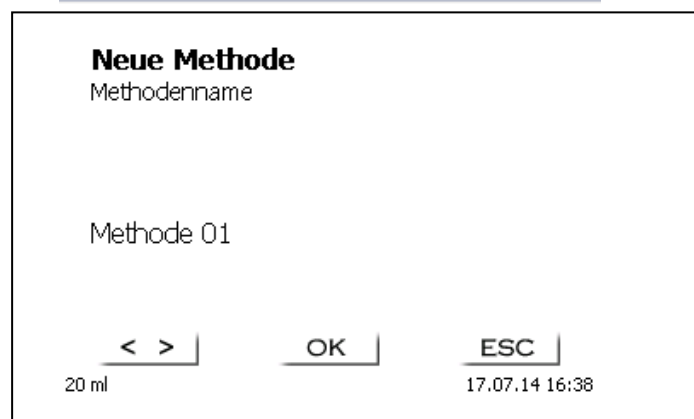 Neue Methode
Methodenname
Methode 01
< > OK ESC
20 ml 17.07.14 16:38